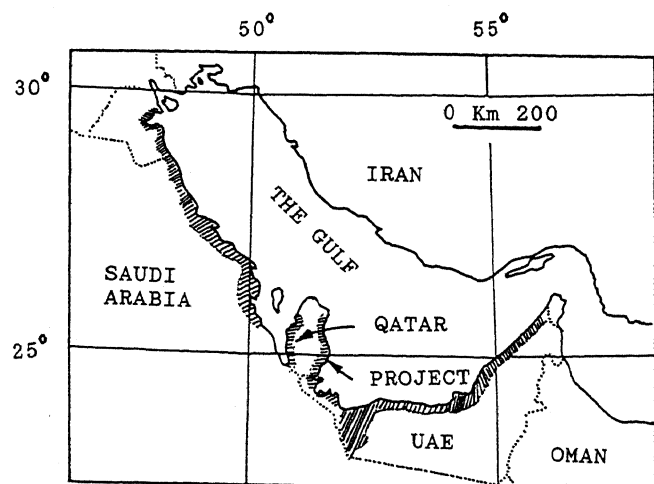 50° 55°
30°
0 Km 200
IRAN
THE GULF
SAUDI
ARABIA
QATAR
25°
PROJECT
UAE
OMAN